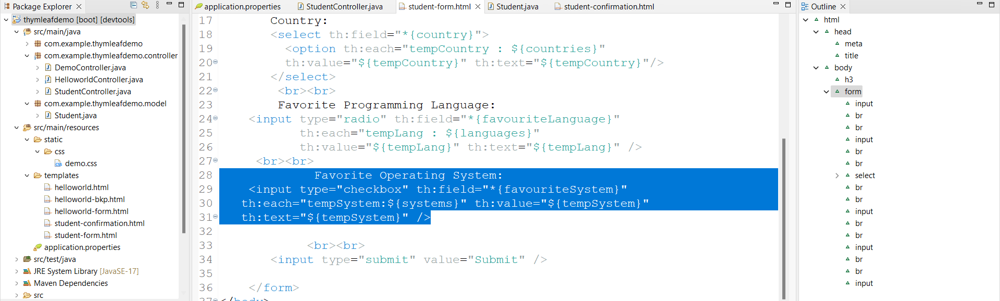 Package Explorer
thymleafdemo [boot] [devtools]
src/main/java
com.example.thymleafdemo
com.example.thymleafdemo.controller
DemoController.java
HelloworldController.java
StudentController.java
com.example.thymleafdemo.model
Student.java
src/main/resources
static
css
demo.css
templates
helloworld.html
helloworld-bkp.html
helloworld-form.html
student-confirmation.html
student-form.html
application.properties
src/test/java
JRE System Library [JavaSE-17]
Maven Dependencies
src
application.properties
StudentController.java
student-form.html
Student.java
student-confirmation.html
17 Country:
18 <select th:field="*{country}">
19 <option th:each="tempCountry : ${countries}"
20 th:value="${tempCountry}" th:text="${tempCountry}"/>
21 </select>
22 <br><br>
23 Favorite Programming Language:
24 <input type="radio" th:field="*{favouriteLanguage}"
25 th:each="tempLang : ${languages}"
26 th:value="${tempLang}" th:text="${tempLang}" />
27 <br><br>
28 Favorite Operating System:
29 <input type="checkbox" th:field="*{favouriteSystem}"
30 th:each="tempSystem:${systems}" th:value="${tempSystem}"
31 th:text="${tempSystem}" />
32
33 <br><br>
34 <input type="submit" value="Submit" />
35
36 </form>
37 </body>
Outline
html
head
meta
title
body
h3
form
input
br
br
input
br
br
select
br
br
input
br
br
input
br
br
input